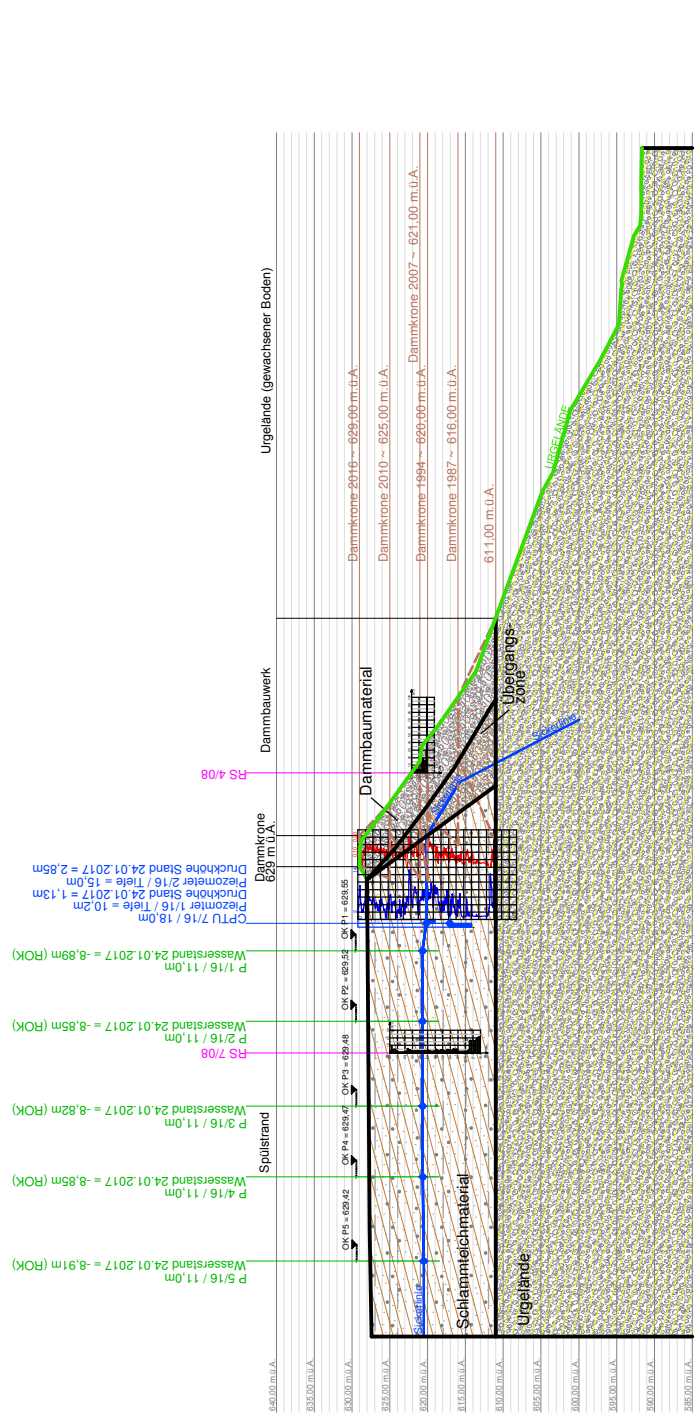 Spülstrand
Dammkrone
629 m ü.A.
Dammbauwerk
Urgelände (gewachsener Boden)
P 5/16 / 11,0m
Wasserstand 24.01.2017 = -8,91m (ROK)
P 4/16 / 11,0m
Wasserstand 24.01.2017 = -8,85m (ROK)
P 3/16 / 11,0m
Wasserstand 24.01.2017 = -8,82m (ROK)
RS 7/08
P 2/16 / 11,0m
Wasserstand 24.01.2017 = -8,85m (ROK)
P 1/16 / 11,0m
Wasserstand 24.01.2017 = -8,89m (ROK)
CPTU 7/16 / 18,0m
Piezomter 1/16 / Tiefe = 10,20m
Druckhöhe Stand 24.01.2017 = 1,13m
Piezometer 2/16 / Tiefe = 15,0m
Druckhöhe Stand 24.01.2017 = 2,85m
RS 4/08
OK P5 = 629,42
OK P4 = 629,47
OK P3 = 629,48
OK P2 = 629,52
OK P1 = 629,55
Dammbaumaterial
Dammkrone 2016 ~ 629,00 m.ü.A.
Dammkrone 2010 ~ 625,00 m.ü.A.
Dammkrone 2007 ~ 621,00 m.ü.A.
Dammkrone 1994 ~ 620,00 m.ü.A.
Dammkrone 1987 ~ 616,00 m.ü.A.
611,00 m.ü.A.
Sickerlinie
Sickerlinie
Sickerlinie
Schlammteichmaterial
Übergangs-
zone
Urgelände
URGELÄNDE
640,00 m.ü.A.
635,00 m.ü.A.
630,00 m.ü.A.
625,00 m.ü.A.
620,00 m.ü.A.
615,00 m.ü.A.
610,00 m.ü.A.
605,00 m.ü.A.
600,00 m.ü.A.
595,00 m.ü.A.
590,00 m.ü.A.
585,00 m.ü.A.